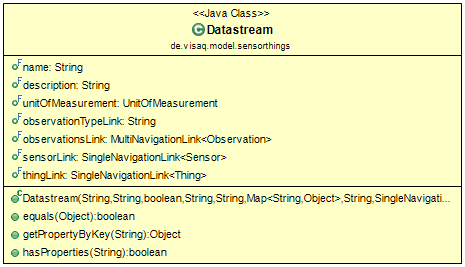 <<Java Class>>
Datastream
de.visaq.model.sensorthings
name: String
description: String
unitOfMeasurement: UnitOfMeasurement
observationTypeLink: String
observationsLink: MultiNavigationLink<Observation>
sensorLink: SingleNavigationLink<Sensor>
thingLink: SingleNavigationLink<Thing>
Datastream(String,String,boolean,String,String,Map<String,Object>,String,SingleNavigati...
equals(Object):boolean
getPropertyByKey(String):Object
hasProperties(String):boolean